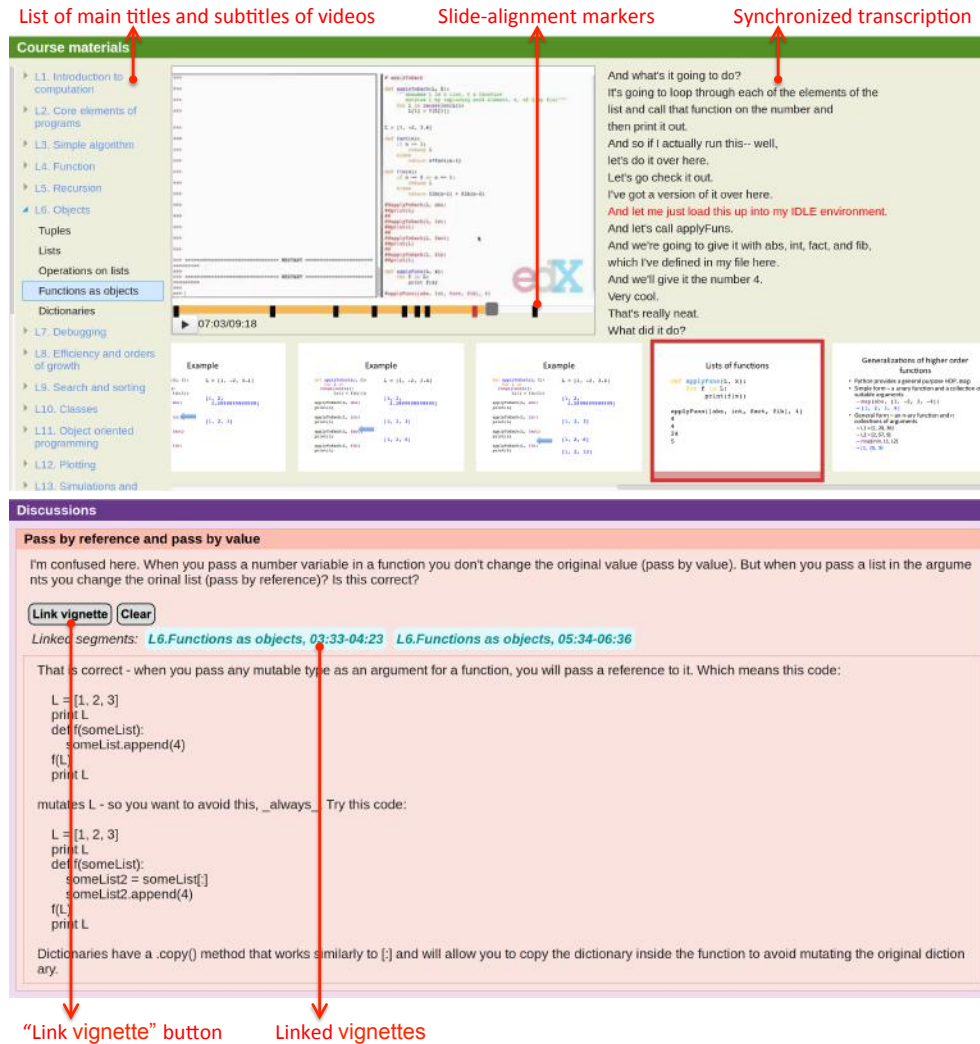 List of main titles and subtitles of videos
Slide-alignment markers
Synchronized transcription
Course materials
L1. Introduction to
computation
L2. Core elements of
programs
L3. Simple algorithm
L4. Function
L5. Recursion
L6. Objects
Tuples
Lists
Operations on lists
Functions as objects
Dictionaries
L7. Debugging
L8. Efficiency and orders
of growth
L9. Search and sorting
L10. Classes
L11. Object oriented
programming
L12. Plotting
L13. Simulations and
edX
07:03/09:18
And what's it going to do?
It's going to loop through each of the elements of the
list and call that function on the number and
then print it out.
And so if I actually run this-- well,
let's do it over here.
Let's go check it out.
I've got a version of it over here.
And let me just load this up into my IDLE environment.
And let's call applyFuns.
And we're going to give it with abs, int, fact, and fib,
which I've defined in my file here.
And we'll give it the number 4.
Very cool.
That's really neat.
What did it do?
Example
Example
Example
Lists of functions
def applyFuns(L, x):
for f in L:
print(f(x))
applyFuns([abs, int, fact, fib], 4)
4
4
24
5
Generalizations of higher order
functions
Discussions
Pass by reference and pass by value
I'm confused here. When you pass a number variable in a function you don't change the original value (pass by value). But when you pass a list in the argume
nts you change the orinal list (pass by reference)? Is this correct?
Link vignette Clear
Linked segments: L6.Functions as objects, 03:33-04:23 L6.Functions as objects, 05:34-06:36
That is correct - when you pass any mutable type as an argument for a function, you will pass a reference to it. Which means this code:
L = [1, 2, 3]
print L
def f(someList):
someList.append(4)
f(L)
print L
mutates L - so you want to avoid this, _always_. Try this code:
L = [1, 2, 3]
print L
def f(someList):
someList2 = someList[:]
someList2.append(4)
f(L)
print L
Dictionaries have a .copy() method that works similarly to [:] and will allow you to copy the dictionary inside the function to avoid mutating the original diction
ary.
“Link vignette” button
Linked vignettes